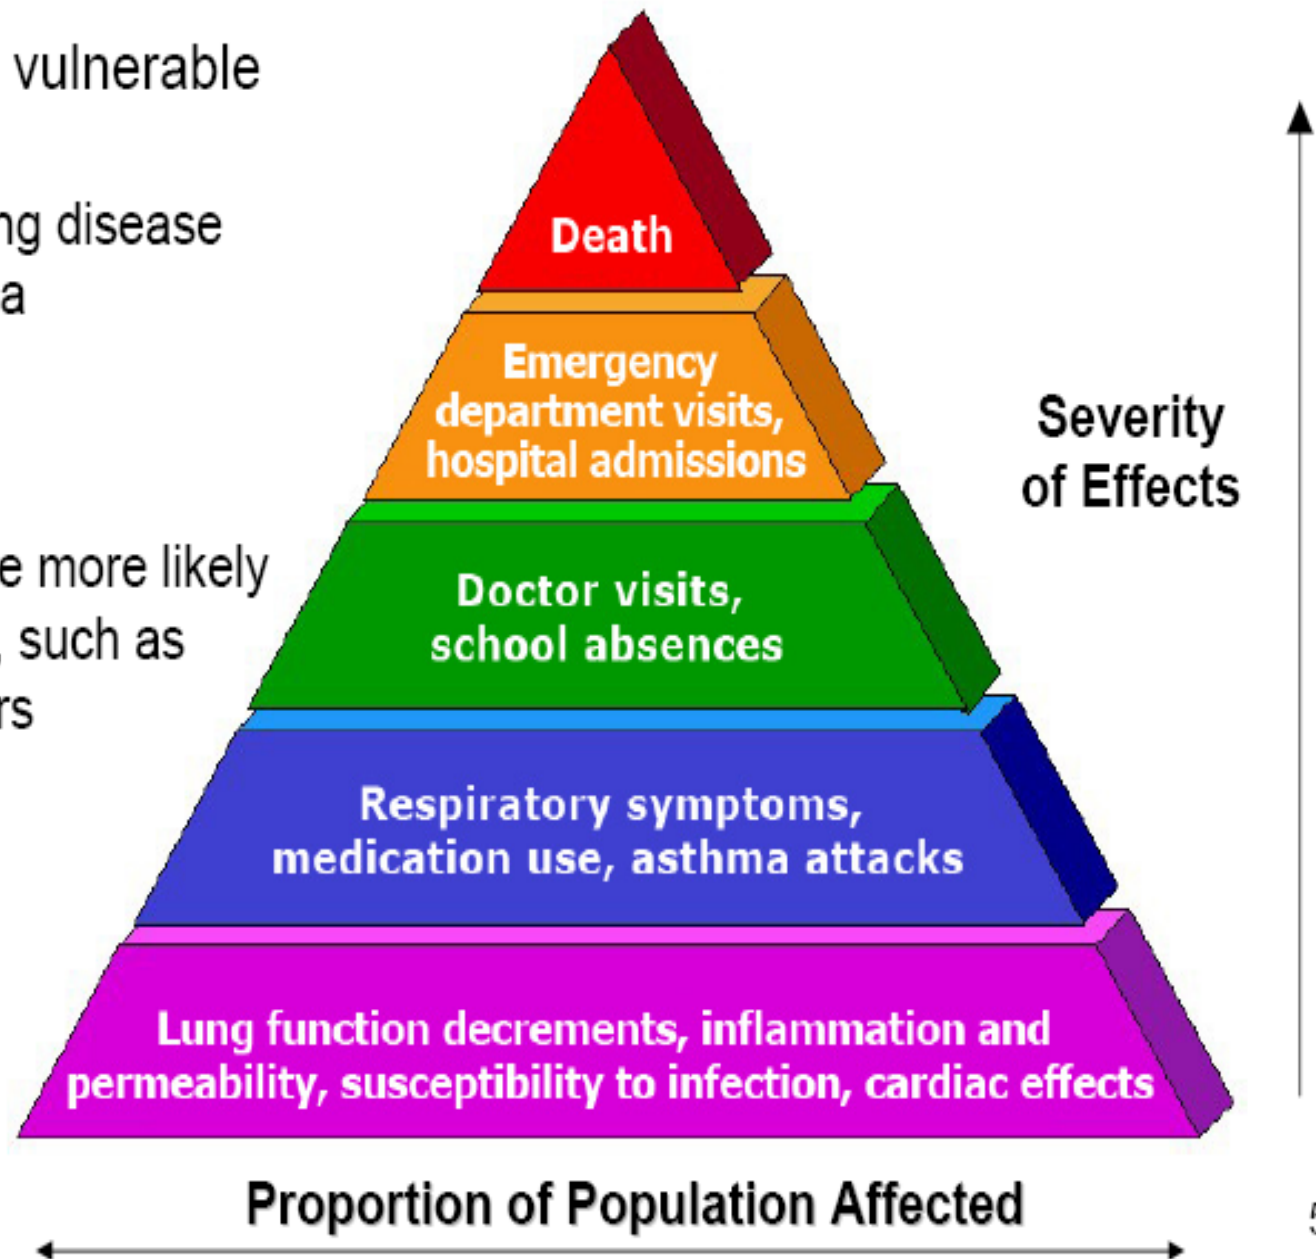 vulnerable
ng disease
a
e more likely
, such as
rs
Death
Emergency
department visits,
hospital admissions
Doctor visits,
school absences
Respiratory symptoms,
medication use, asthma attacks
Lung function decrements, inflammation and
permeability, susceptibility to infection, cardiac effects
Severity
of Effects
Proportion of Population Affected
5